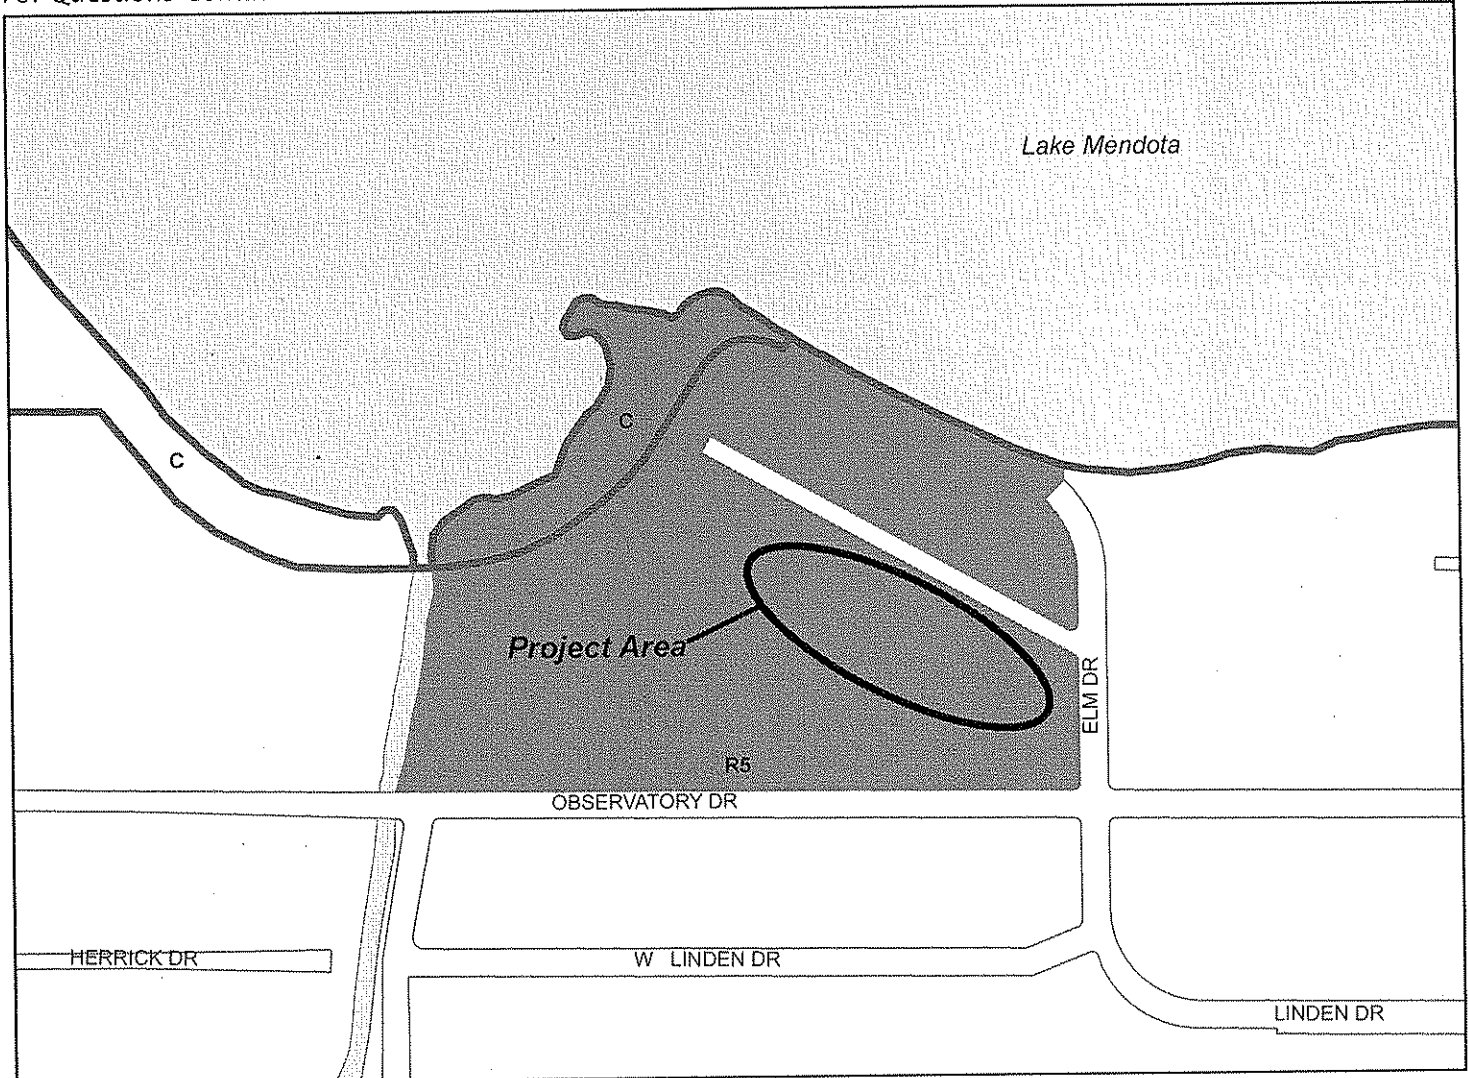 Lake Mendota
C
C
Project Area
ELM DR
R5
OBSERVATORY DR
HERRICK DR
W LINDEN DR
LINDEN DR